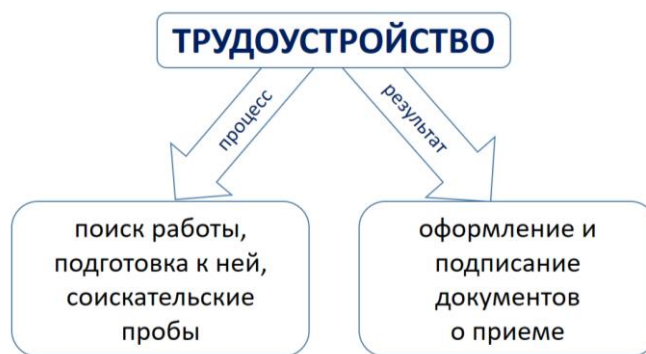 ТРУДОУСТРОЙСТВО
процесс
результат
поиск работы,
подготовка к ней,
соискательские
пробы
оформление и
подписание
документов
о приеме